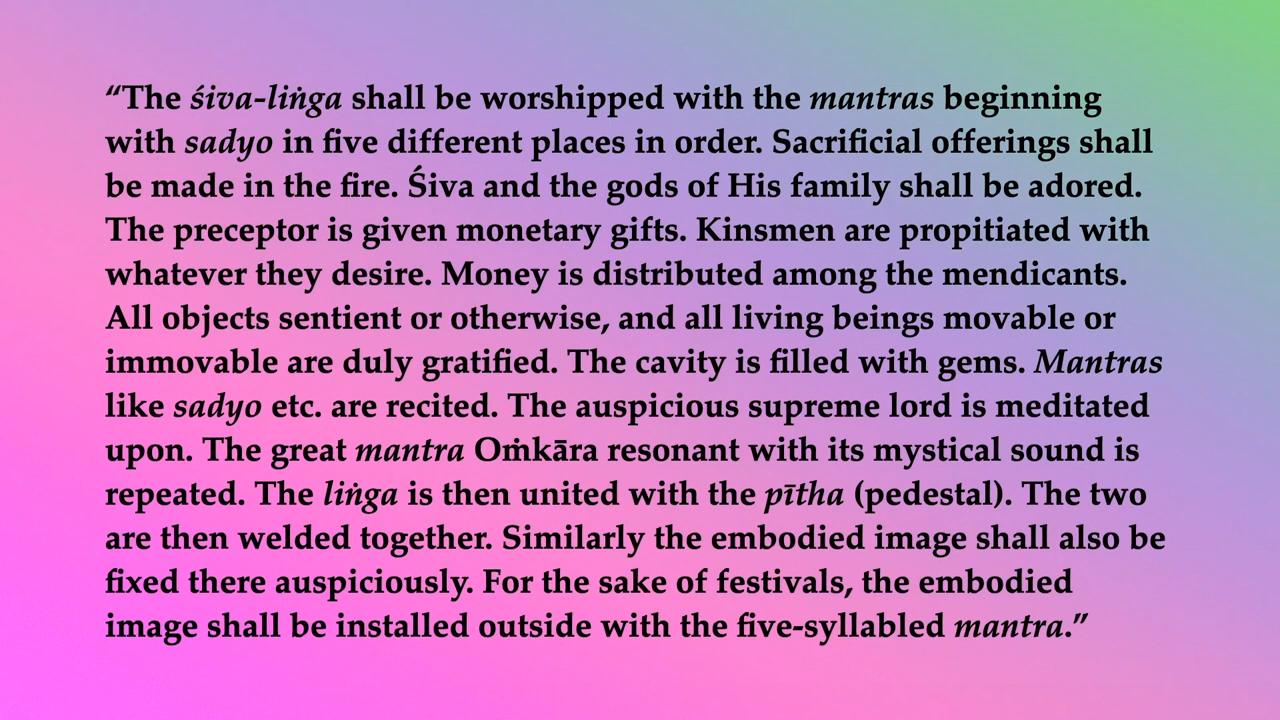 “The śiva-liṅga shall be worshipped with the mantras beginning
with sadyo in five different places in order. Sacrificial offerings shall
be made in the fire. Śiva and the gods of His family shall be adored.
The preceptor is given monetary gifts. Kinsmen are propitiated with
whatever they desire. Money is distributed among the mendicants.
All objects sentient or otherwise, and all living beings movable or
immovable are duly gratified. The cavity is filled with gems. Mantras
like sadyo etc. are recited. The auspicious supreme lord is meditated
upon. The great mantra Oṁkāra resonant with its mystical sound is
repeated. The liṅga is then united with the pītha (pedestal). The two
are then welded together. Similarly the embodied image shall also be
fixed there auspiciously. For the sake of festivals, the embodied
image shall be installed outside with the five-syllabled mantra.”